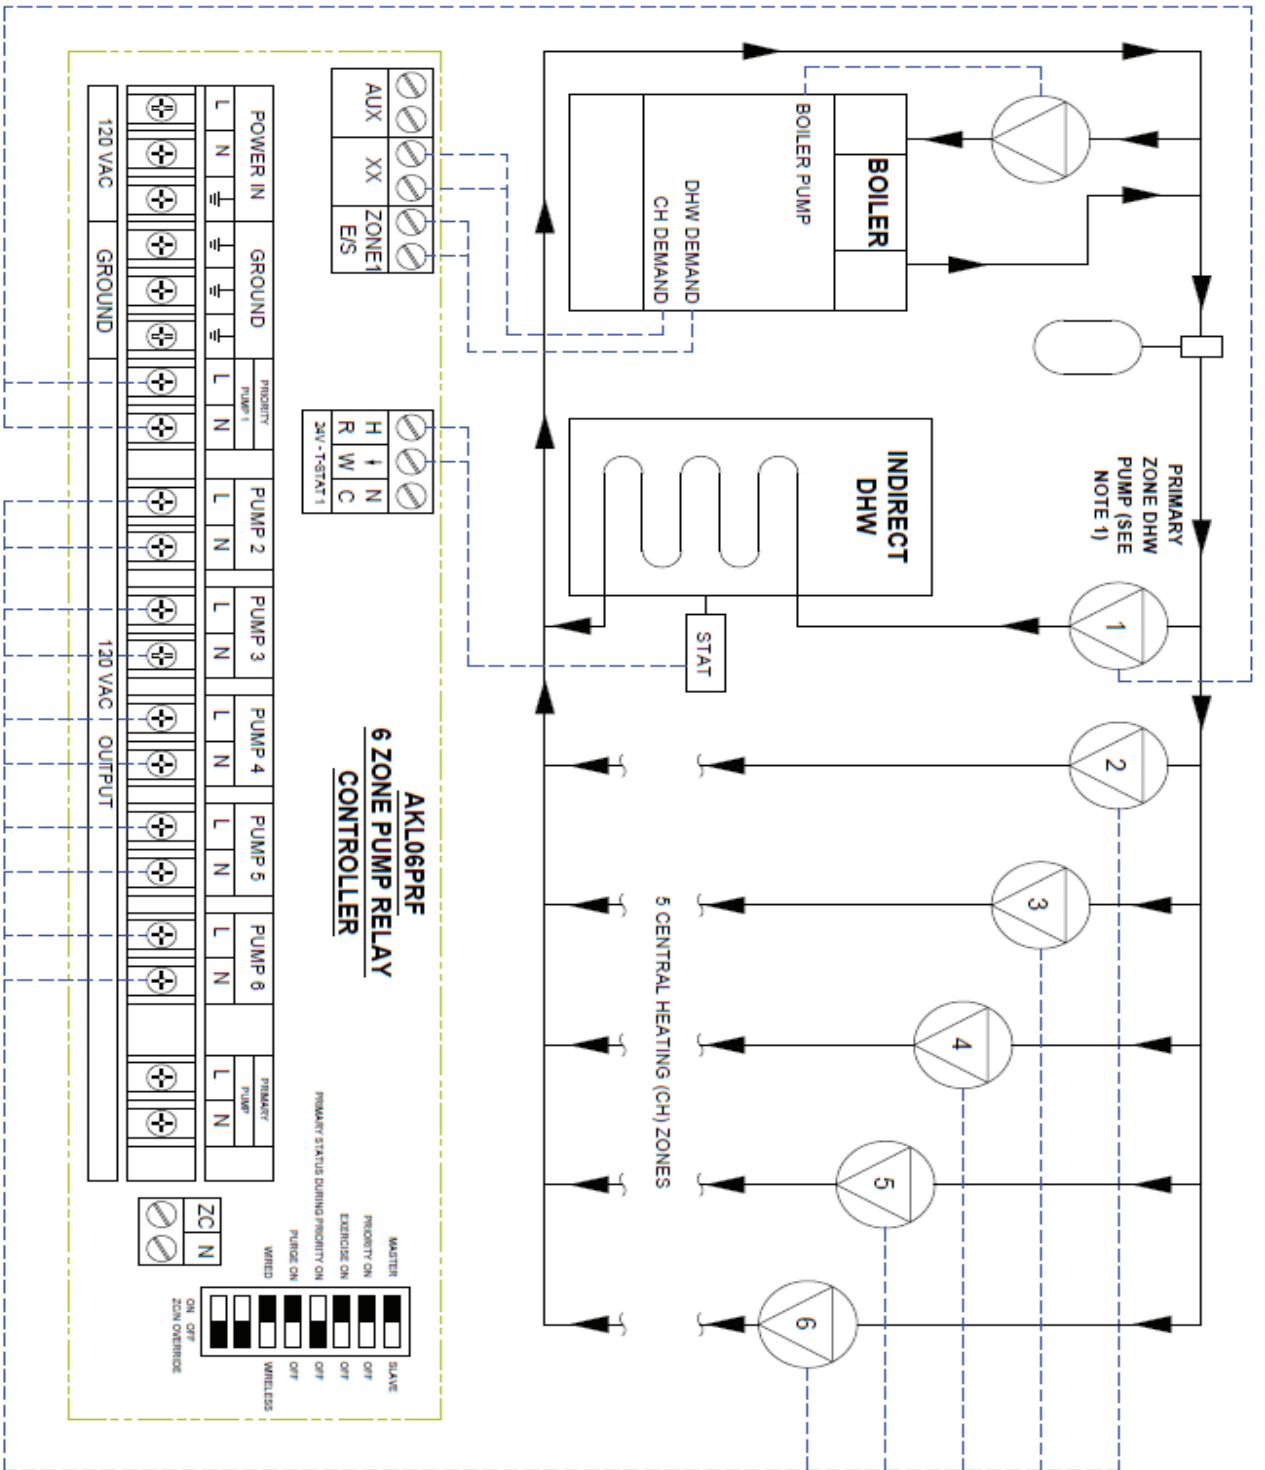 BOILER
BOILER PUMP
DHW DEMAND
CH DEMAND
PRIMARY
ZONE DHW
PUMP (SEE
NOTE 1)
INDIRECT
DHW
STAT
1
2
3
4
5
6
5 CENTRAL HEATING (CH) ZONES
AUX
XX
ZONE1
E/S
H N
R W C
24V - T-STAT 1
AKL06PRF
6 ZONE PUMP RELAY
CONTROLLER
POWER IN
GROUND
PRIORITY
PUMP 1
PUMP 2
PUMP 3
PUMP 4
PUMP 5
PUMP 6
PRIMARY
PUMP
L N
L N
L N
L N
L N
L N
L N
L N
120 VAC
GROUND
120 VAC OUTPUT
ZC N
MASTER SLAVE
PRIORITY ON OFF
EXERCISE ON OFF
PRIMARY STATUS DURING PRIORITY ON OFF
PURGE ON OFF
WIRED WIRELESS
ON OFF
ZC/N OVERRIDE